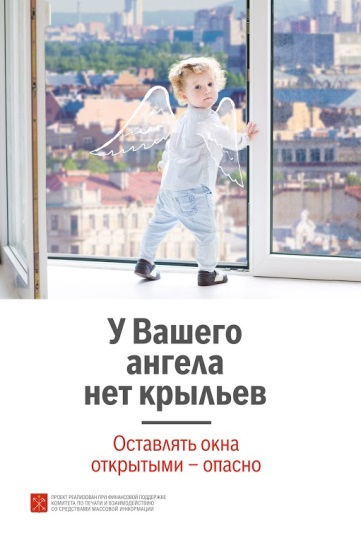 У Вашего
ангела
нет крыльев
Оставлять окна
открытыми – опасно
ПРОЕКТ РЕАЛИЗОВАН ПРИ ФИНАНСОВОЙ ПОДДЕРЖКЕ
КОМИТЕТА ПО ПЕЧАТИ И ВЗАИМОДЕЙСТВИЮ
СО СРЕДСТВАМИ МАССОВОЙ ИНФОРМАЦИИ